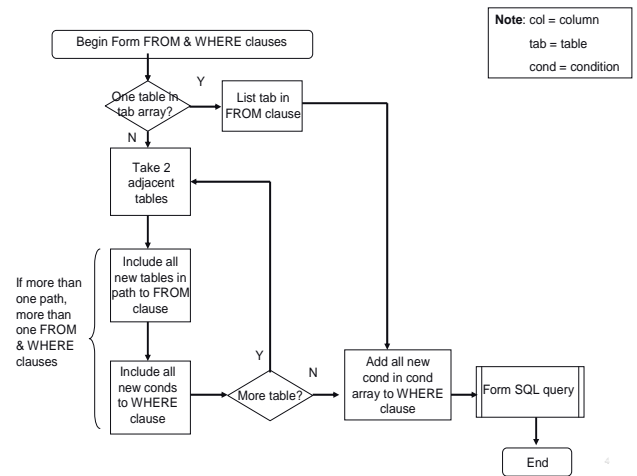 Begin Form FROM & WHERE clauses
Note: col = column
tab = table
cond = condition
One table in
tab array?
Y
List tab in
FROM clause
N
Take 2
adjacent
tables
If more than
one path,
more than
one FROM
& WHERE
clauses
Include all
new tables in
path to FROM
clause
Include all
new conds
to WHERE
clause
Y
More table?
N
Add all new
cond in cond
array to WHERE
clause
Form SQL query
End
4